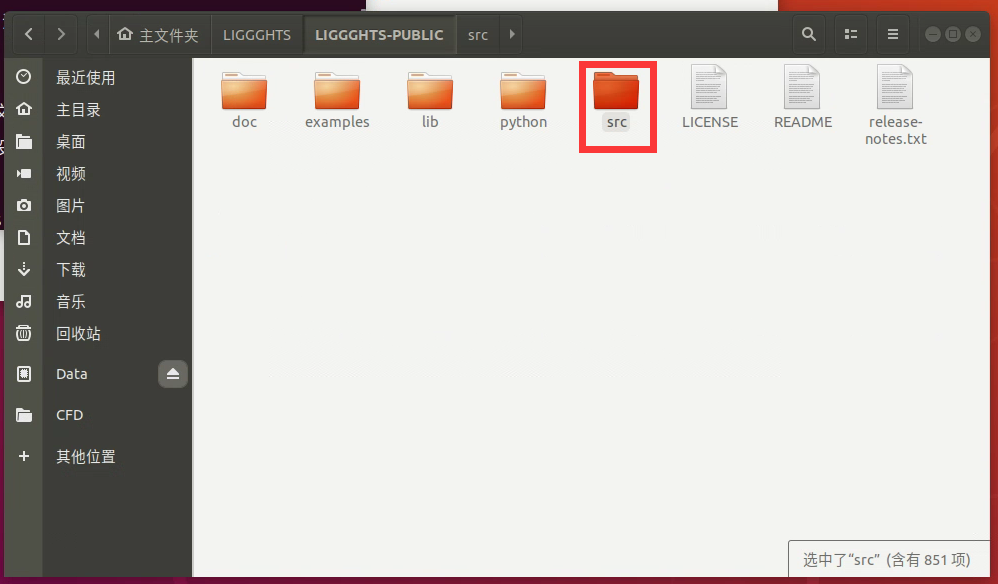 主文件夹 LIGGGHTS LIGGGHTS-PUBLIC src
最近使用
主目录
桌面
视频
图片
文档
下载
音乐
回收站
Data
CFD
其他位置
doc examples lib python src LICENSE README release-
notes.txt
选中了“src” (含有 851 项)